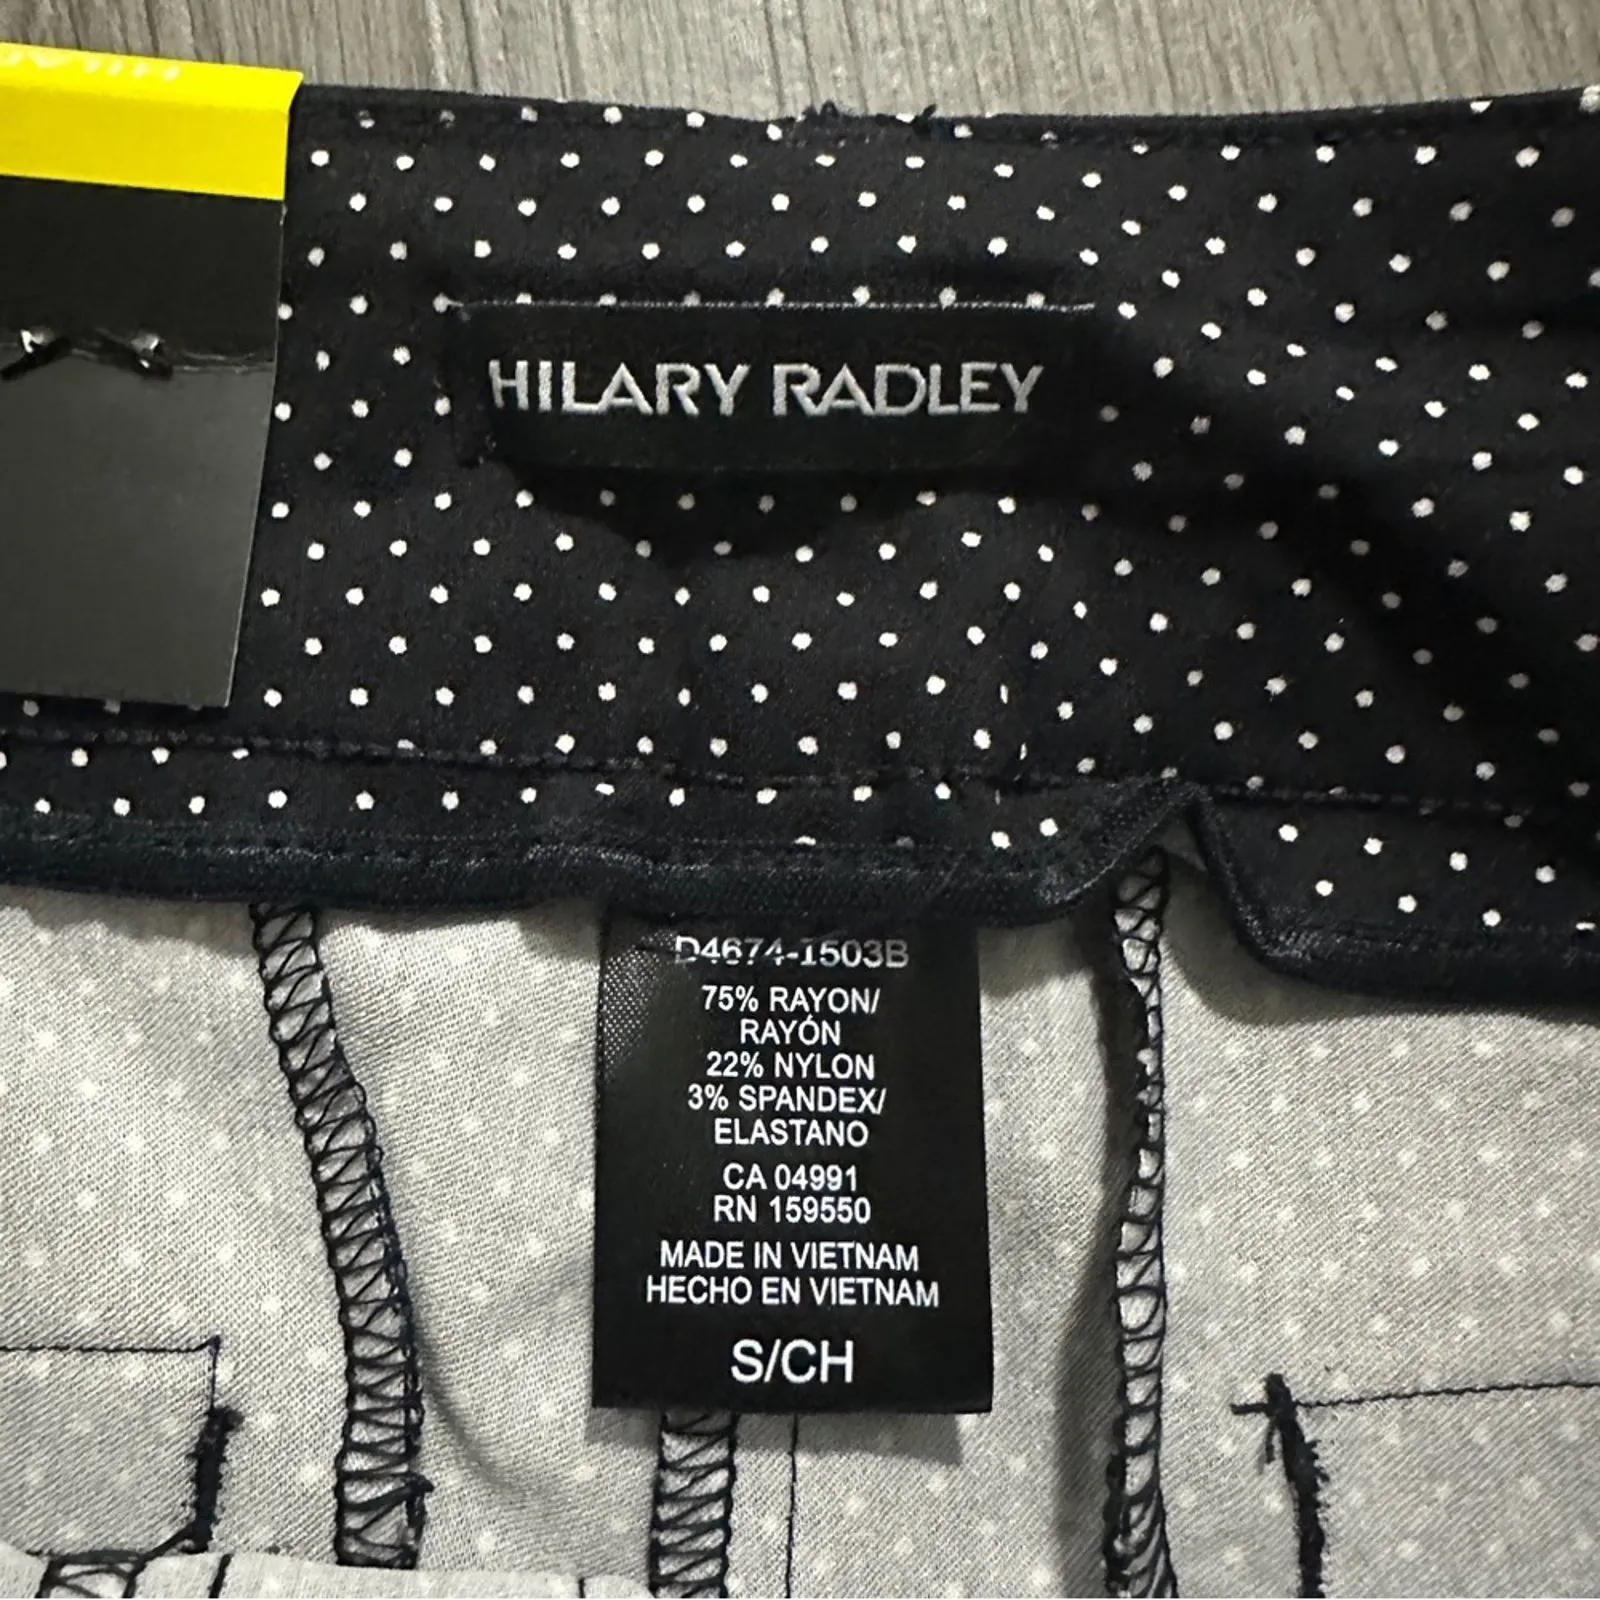 HILARY RADLEY
D4674-1503B
75% RAYON/
RAYÓN
22% NYLON
3% SPANDEX/
ELASTANO
CA 04991
RN 159550
MADE IN VIETNAM
HECHO EN VIETNAM
S/CH